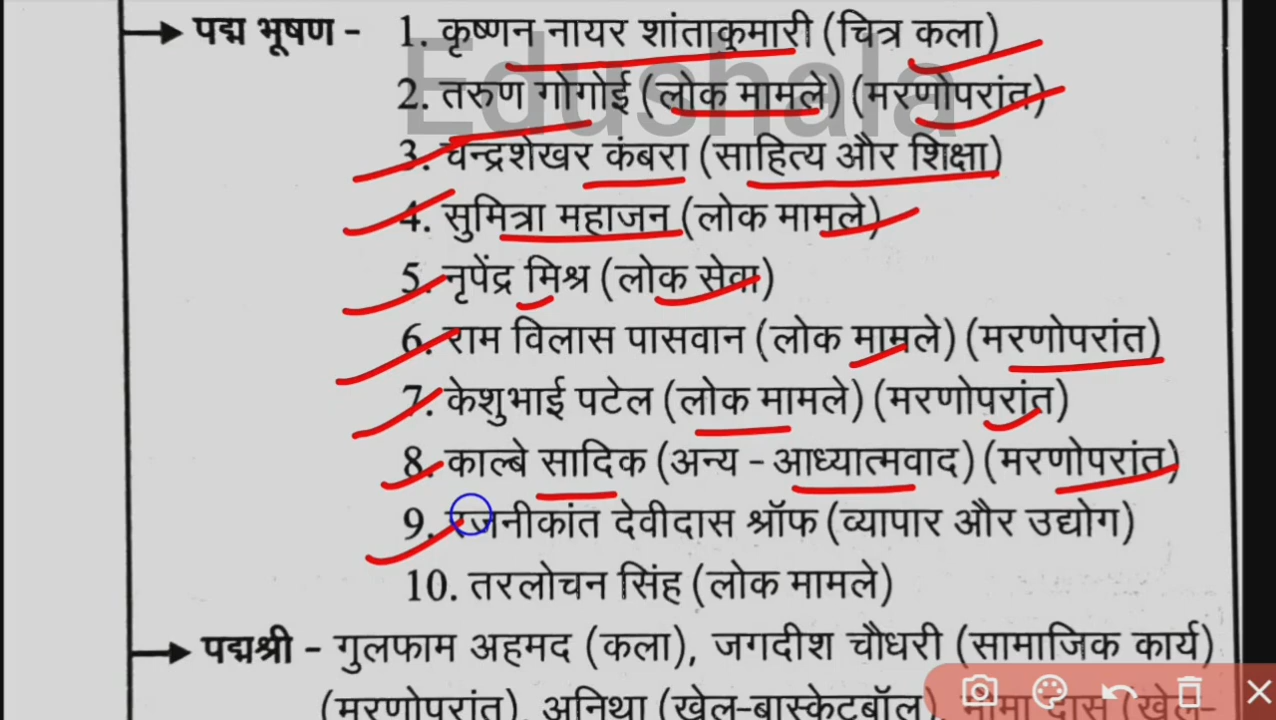 पद्म भूषण - 1. कृष्णन नायर शांताकुमारी (चित्र कला)
2. तरुण गोगोई (लोक मामले) (मरणोपरांत)
3. चन्द्रशेखर कंबरा (साहित्य और शिक्षा)
4. सुमित्रा महाजन (लोक मामले)
5. नृपेंद्र मिश्र (लोक सेवा)
6. राम विलास पासवान (लोक मामले) (मरणोपरांत)
7. केशुभाई पटेल (लोक मामले) (मरणोपरांत)
8. काल्बे सादिक (अन्य - आध्यात्मवाद) (मरणोपरांत)
9. रजनीकांत देवीदास श्रॉफ (व्यापार और उद्योग)
10. तरलोचन सिंह (लोक मामले)
पद्मश्री - गुलफाम अहमद (कला), जगदीश चौधरी (सामाजिक कार्य)
(मरणोपरांत), अनिथा (खेल-बास्केटबॉल), मौमा दास (खेल-
Edushala